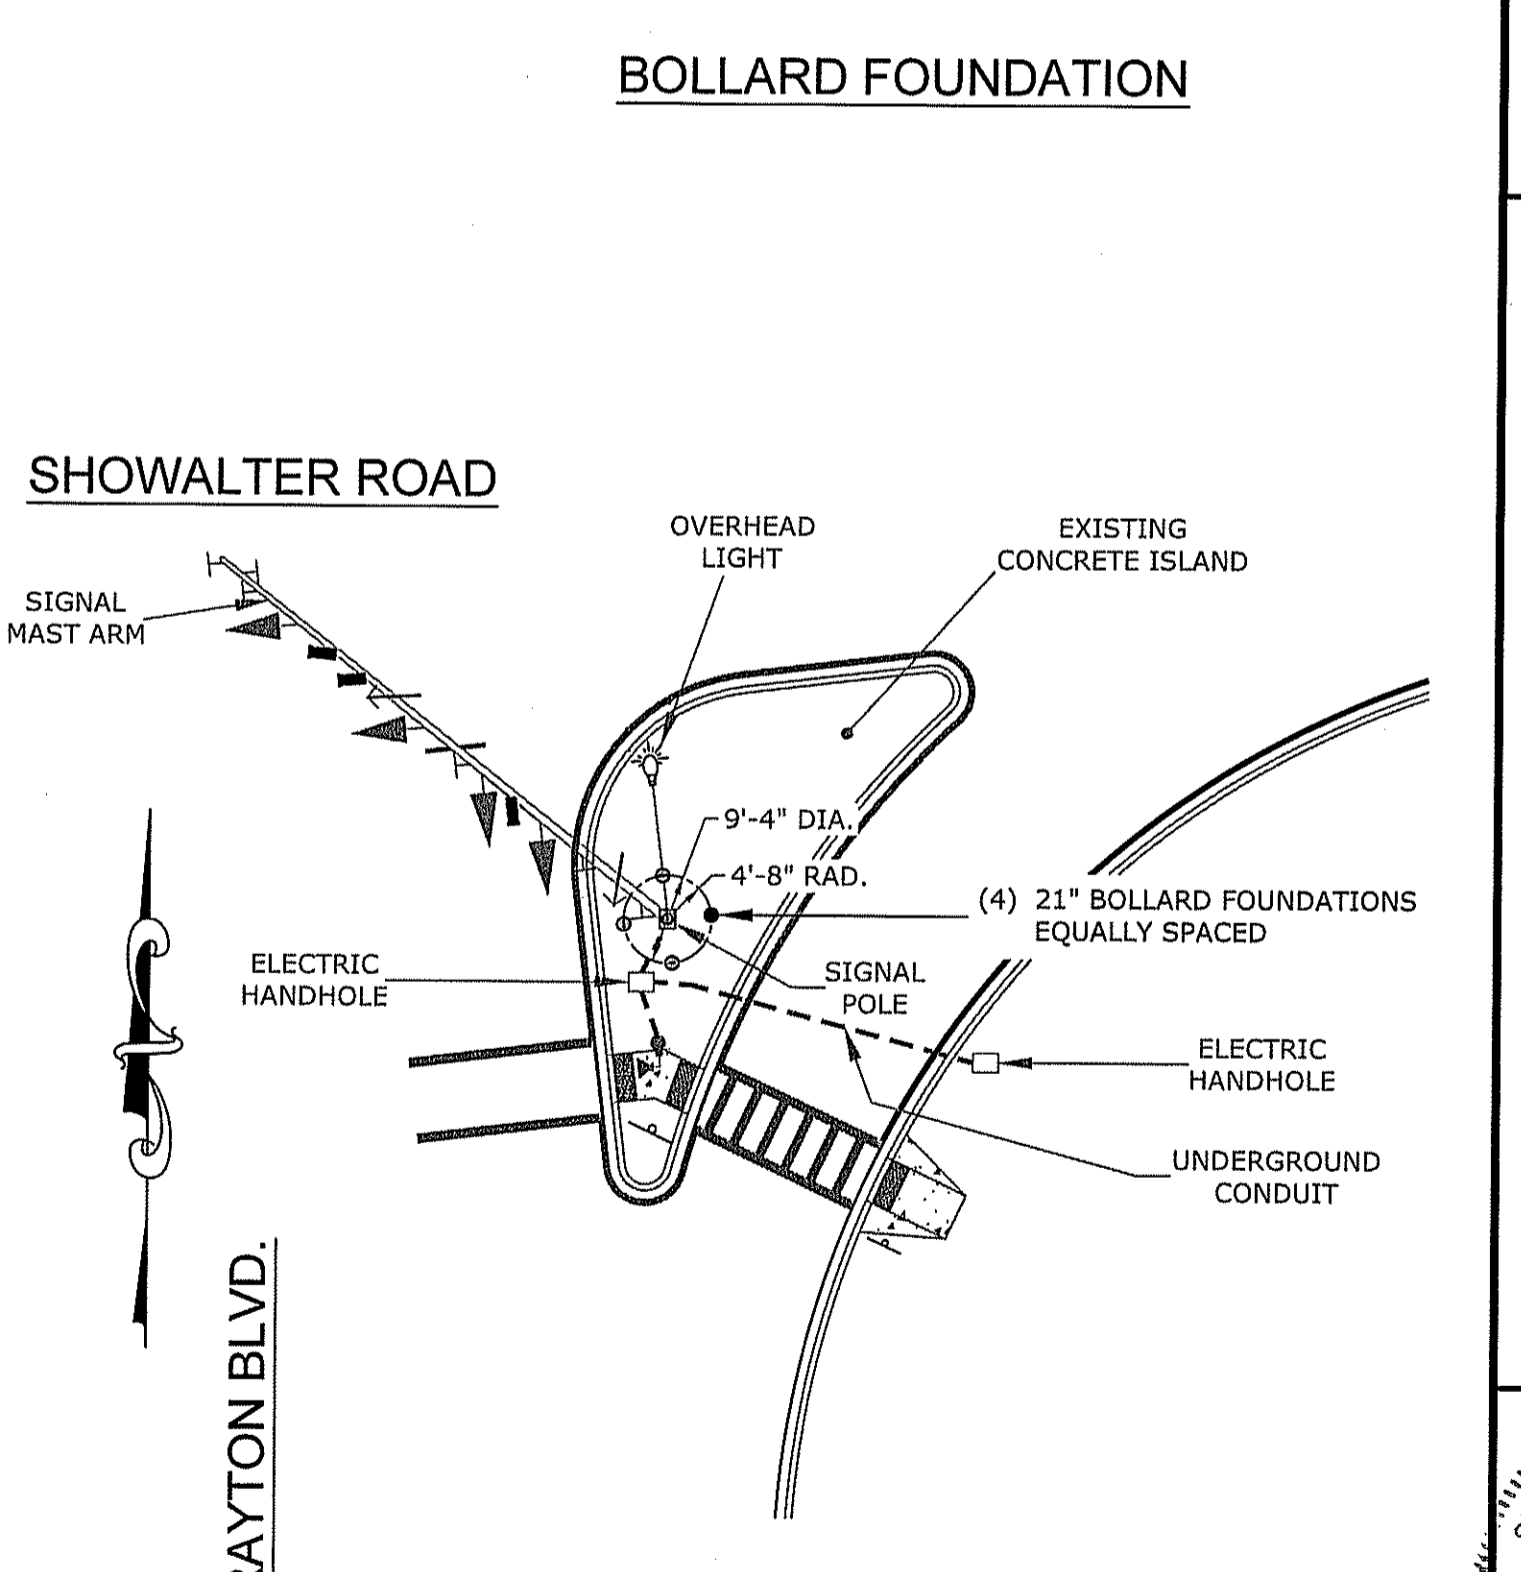 BOLLARD FOUNDATION
SHOWALTER ROAD
OVERHEAD
LIGHT
EXISTING
CONCRETE ISLAND
SIGNAL
MAST ARM
9'-4" DIA.
4'-8" RAD.
(4) 21" BOLLARD FOUNDATIONS
EQUALLY SPACED
ELECTRIC
HANDHOLE
SIGNAL
POLE
ELECTRIC
HANDHOLE
UNDERGROUND
CONDUIT
RAYTON BLVD.